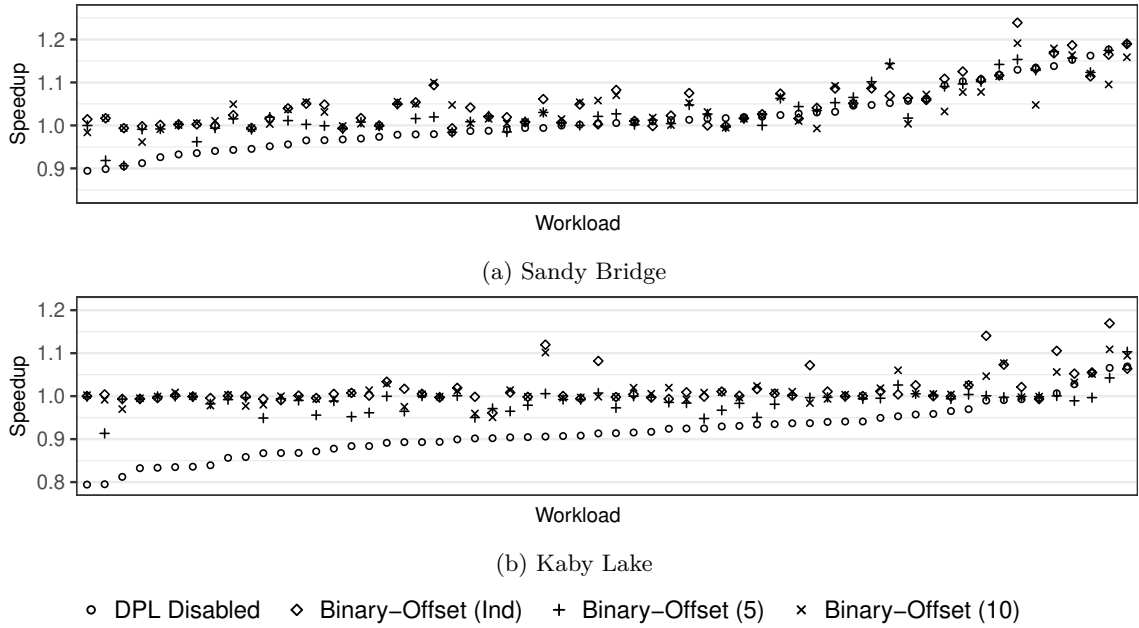 1.2
1.1
1.0
0.9
Speedup
Workload
(a) Sandy Bridge
1.2
1.1
1.0
0.9
0.8
Speedup
Workload
(b) Kaby Lake
DPL Disabled Binary−Offset (Ind) Binary−Offset (5) Binary−Offset (10)